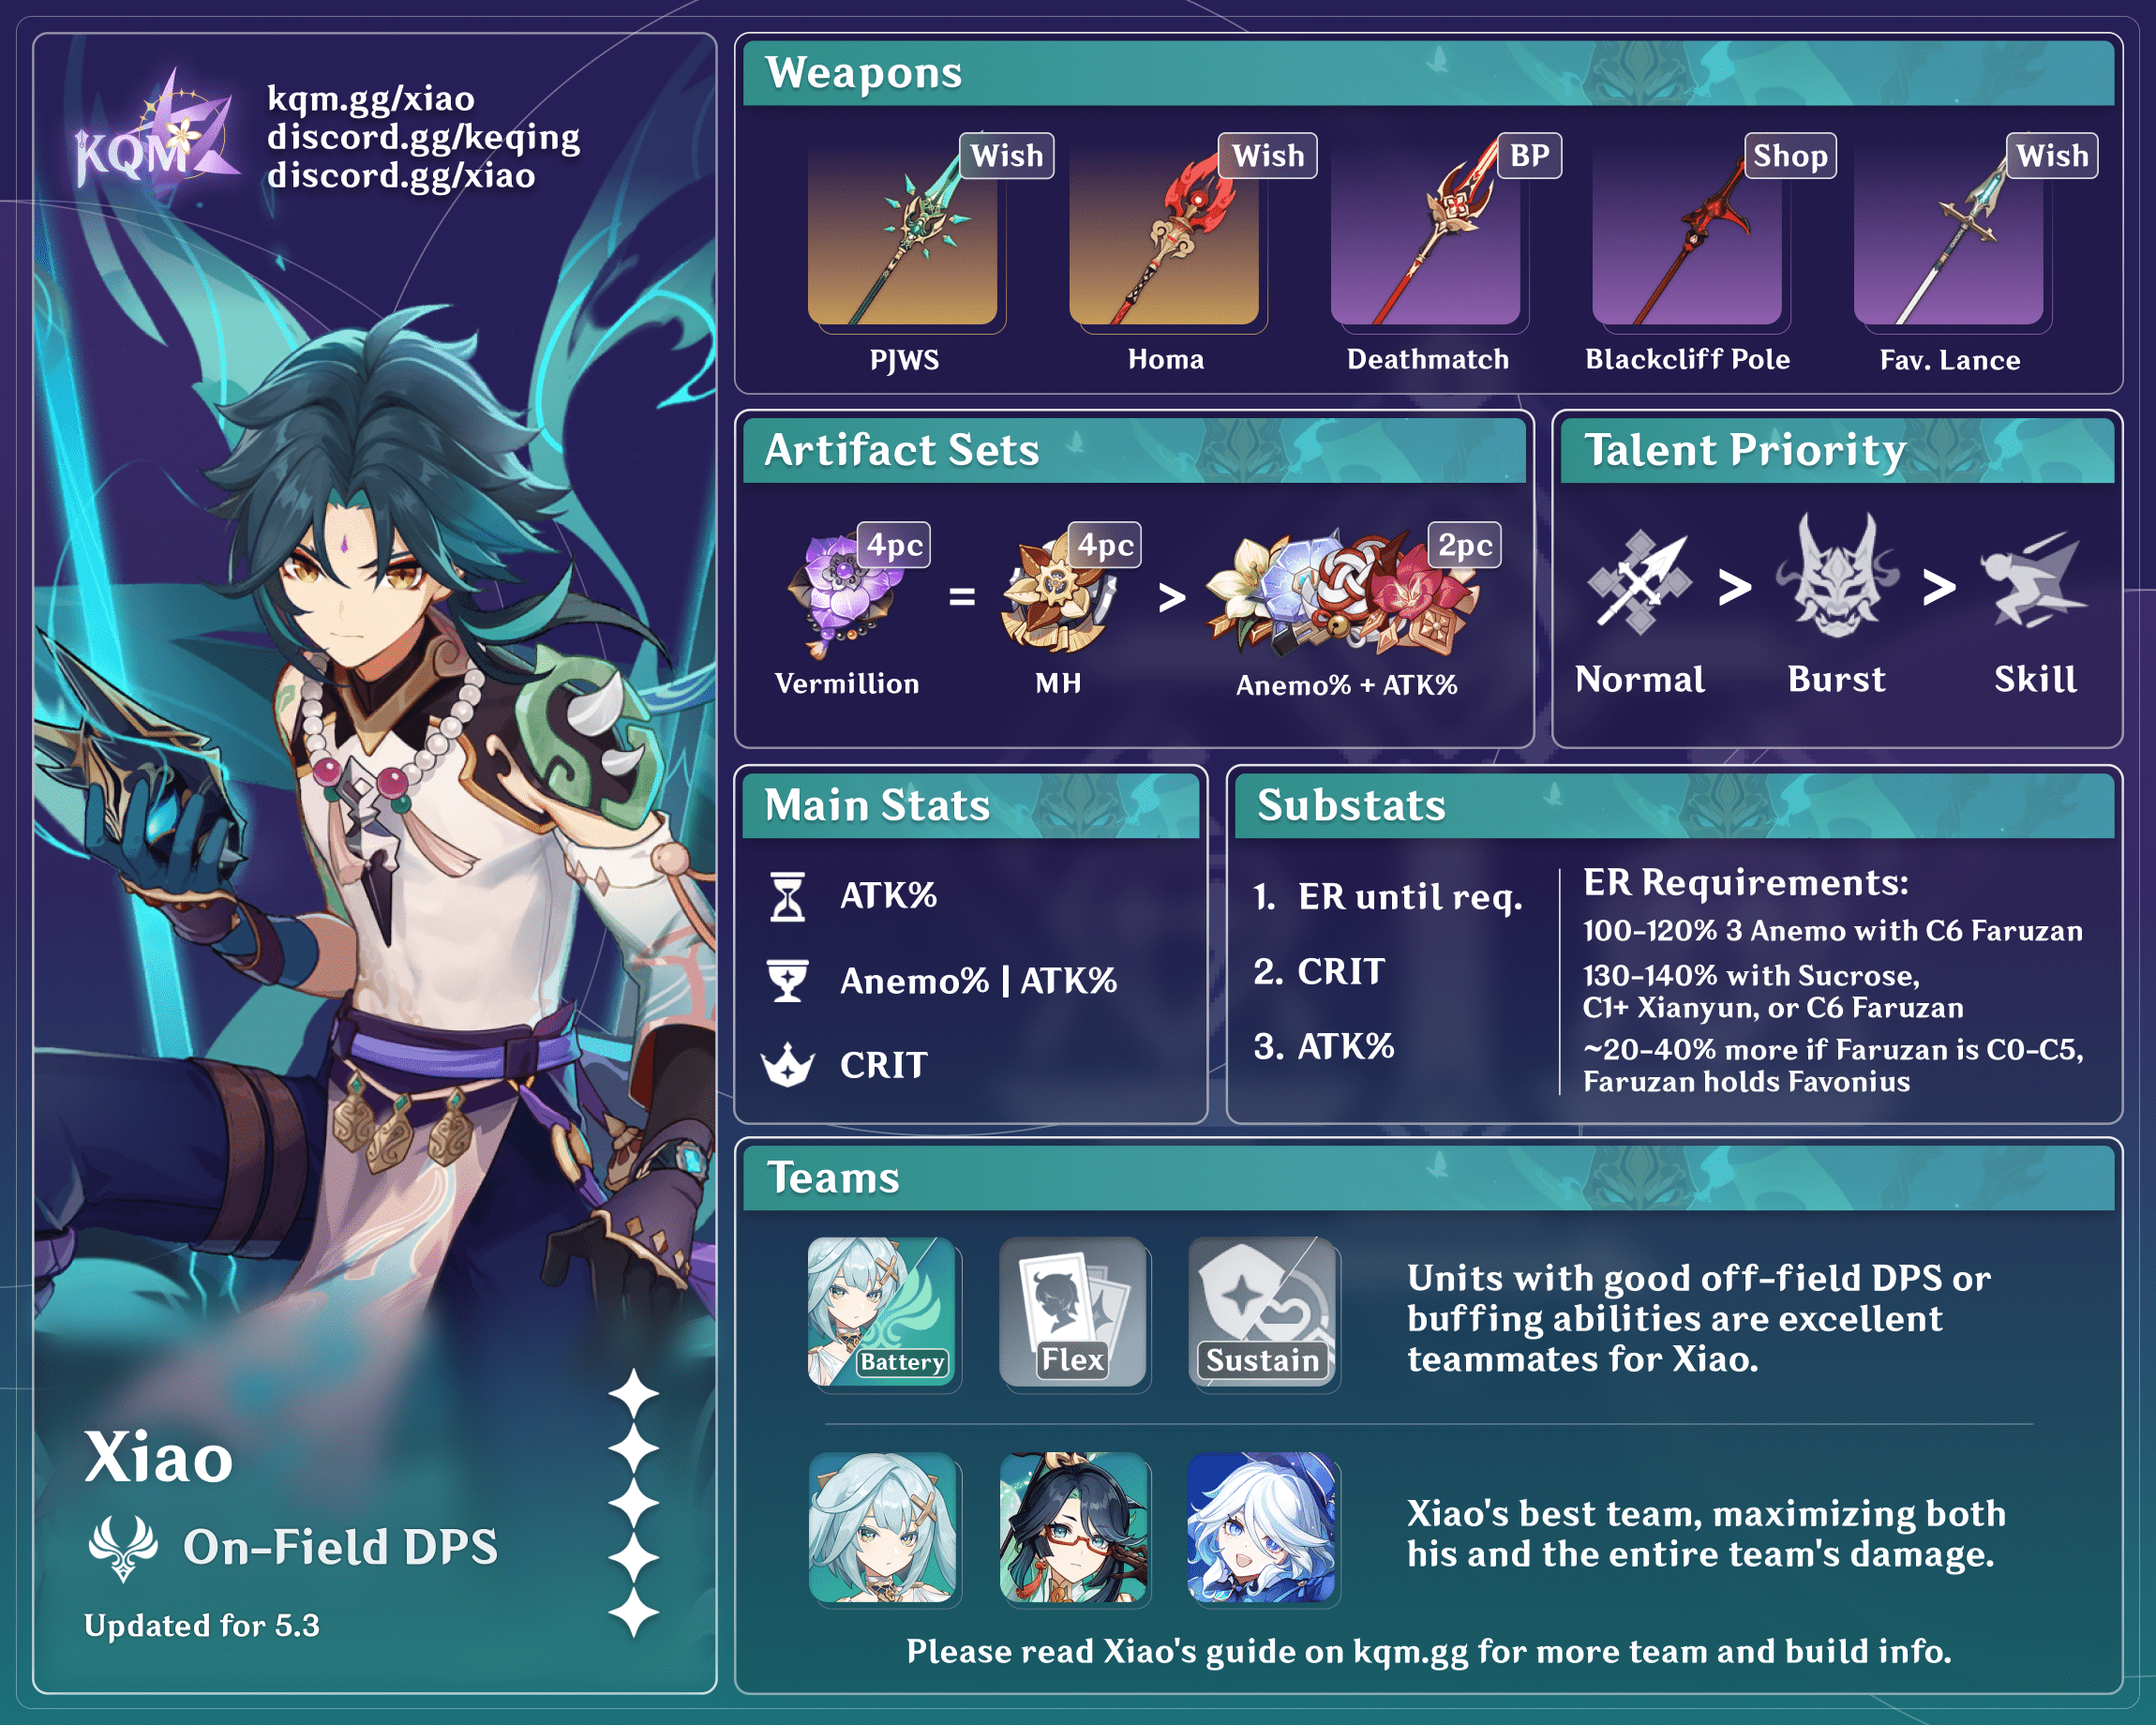 KQM
kqm.gg/xiao
discord.gg/keqing
discord.gg/xiao
Xiao
On-Field DPS
Updated for 5.3
Weapons
Wish
Wish
BP
Shop
Wish
PJWS
Homa
Deathmatch
Blackcliff Pole
Fav. Lance
Artifact Sets
4pc
=
4pc
>
2pc
Vermillion
MH
Anemo% + ATK%
Talent Priority
>
>
Normal
Burst
Skill
Main Stats
ATK%
Anemo% | ATK%
CRIT
Substats
1. ER until req.
2. CRIT
3. ATK%
ER Requirements:
100-120% 3 Anemo with C6 Faruzan
130-140% with Sucrose,
C1+ Xianyun, or C6 Faruzan
~20-40% more if Faruzan is C0-C5,
Faruzan holds Favonius
Teams
Battery
Flex
Sustain
Units with good off-field DPS or
buffing abilities are excellent
teammates for Xiao.
Xiao's best team, maximizing both
his and the entire team's damage.
Please read Xiao's guide on kqm.gg for more team and build info.